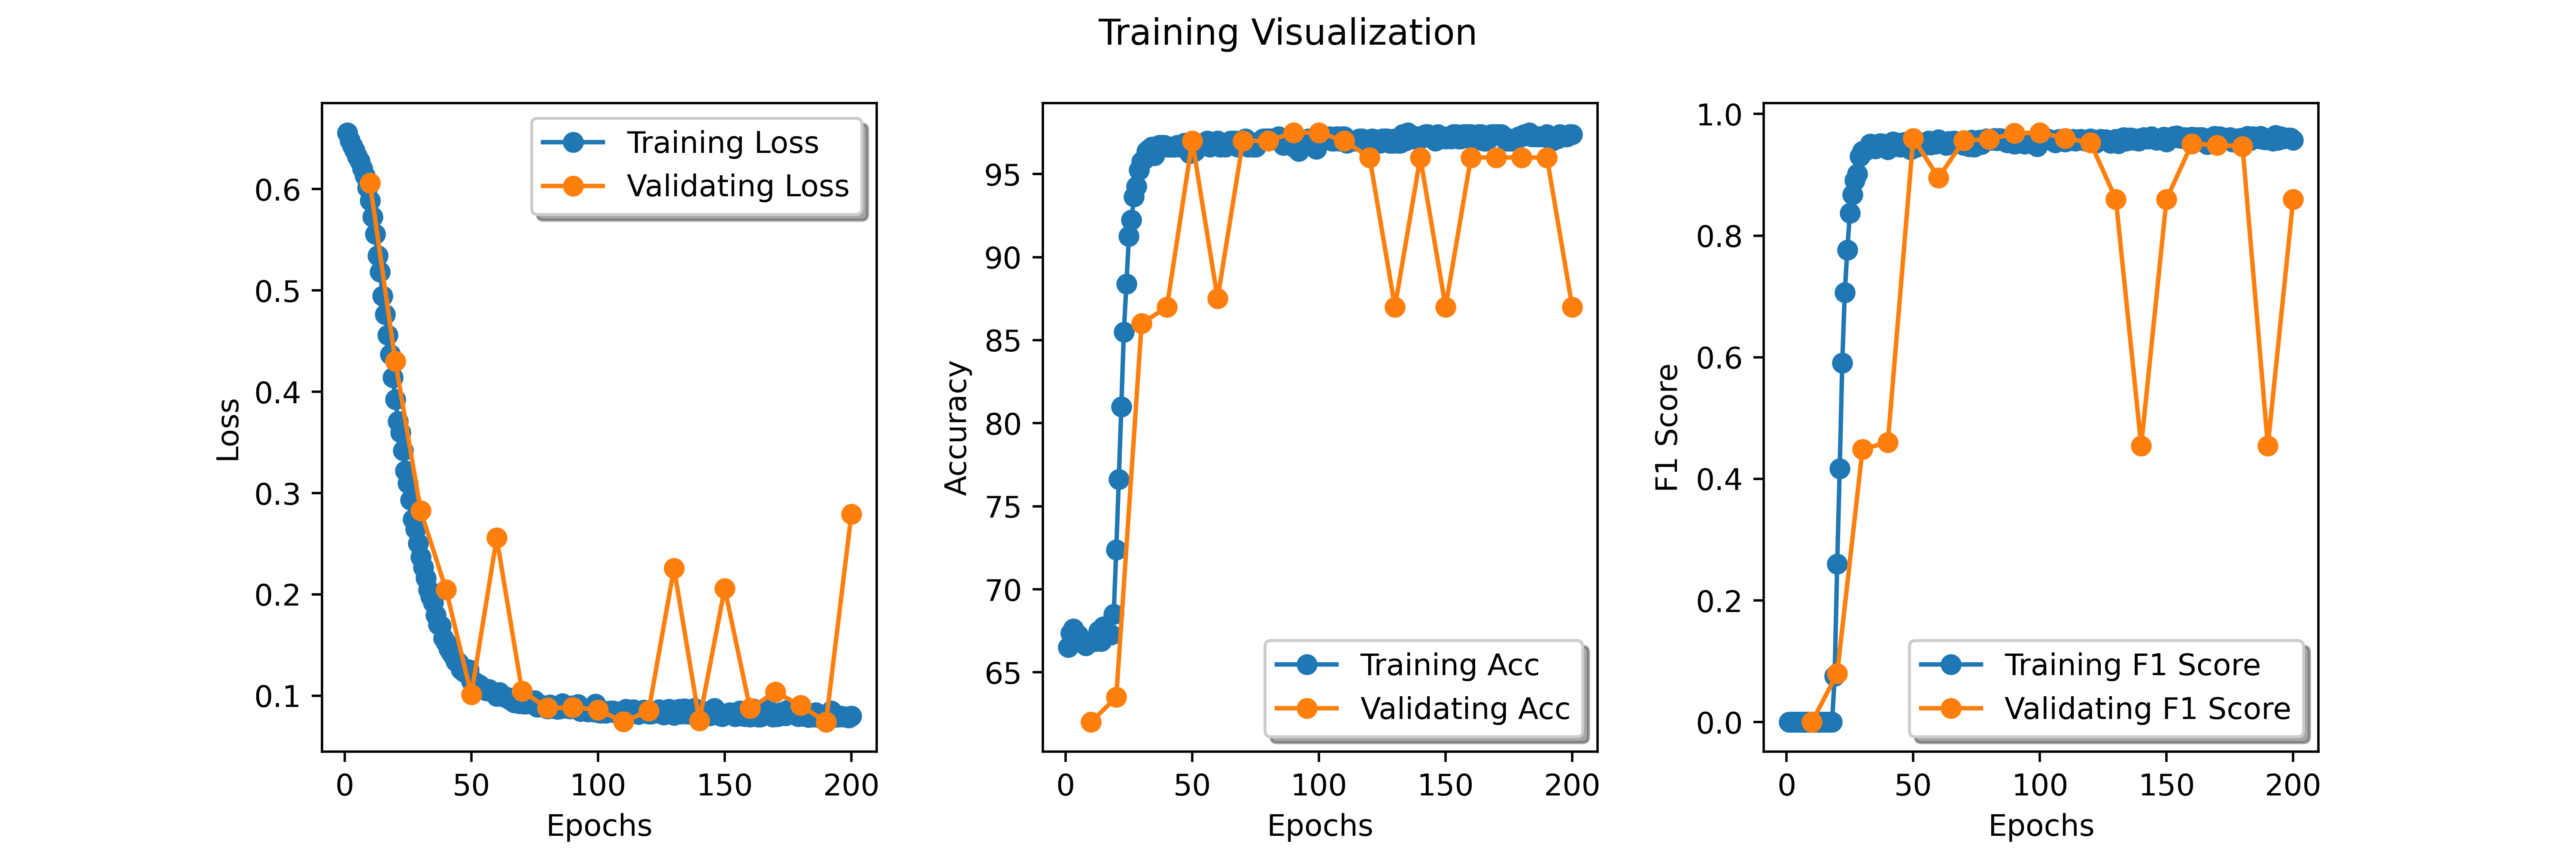 Training Visualization
Training Loss
Validating Loss
0.6
0.5
0.4
0.3
0.2
0.1
Loss
0
50
100
150
200
Epochs
95
90
85
80
75
70
65
Accuracy
Training Acc
Validating Acc
0
50
100
150
200
Epochs
1.0
0.8
0.6
0.4
0.2
0.0
F1 Score
Training F1 Score
Validating F1 Score
0
50
100
150
200
Epochs